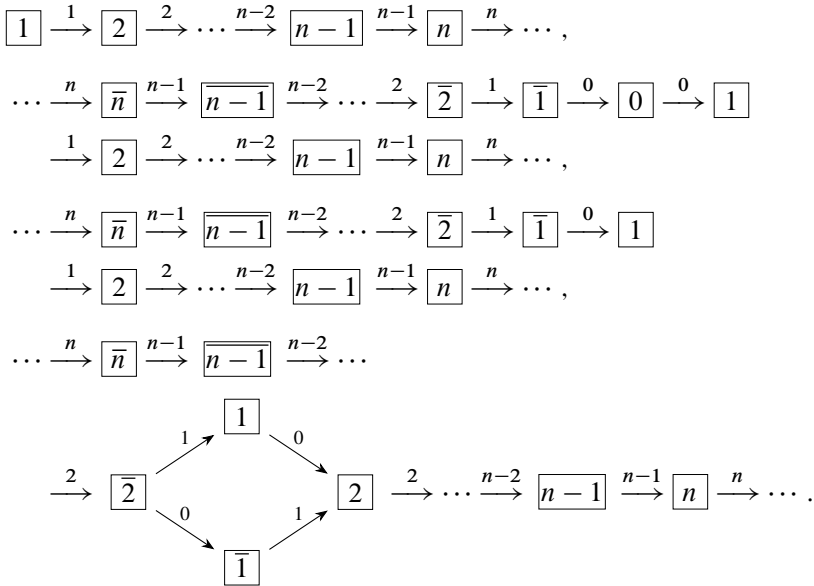 1 —1→ 2 —2→ ⋯ —n−2→ n − 1 —n−1→ n —n→ ⋯ ,
⋯ —n→ n̅ —n−1→ n̅ ̅−̅ ̅1̅ —n−2→ ⋯ —2→ 2̅ —1→ 1̅ —0→ 0 —0→ 1
—1→ 2 —2→ ⋯ —n−2→ n − 1 —n−1→ n —n→ ⋯ ,
⋯ —n→ n̅ —n−1→ n̅ ̅−̅ ̅1̅ —n−2→ ⋯ —2→ 2̅ —1→ 1̅ —0→ 1
—1→ 2 —2→ ⋯ —n−2→ n − 1 —n−1→ n —n→ ⋯ ,
⋯ —n→ n̅ —n−1→ n̅ ̅−̅ ̅1̅ —n−2→ ⋯
1
1 0
—2→ 2̅ 2 —2→ ⋯ —n−2→ n − 1 —n−1→ n —n→ ⋯ .
0 1
1̅